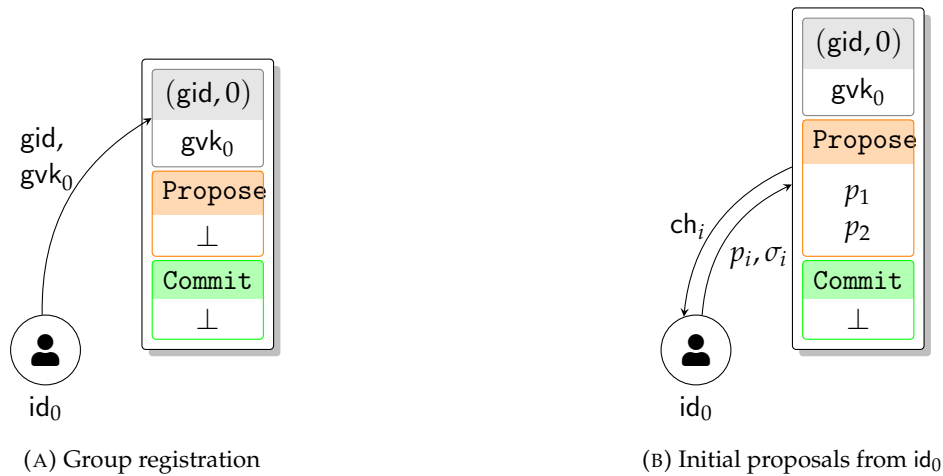 gid,
gvk₀
(gid, 0)
gvk₀
Propose
⊥
Commit
⊥
id₀
(A) Group registration
(gid, 0)
gvk₀
Propose
p₁
p₂
Commit
⊥
chᵢ
pᵢ, σᵢ
id₀
(B) Initial proposals from id₀